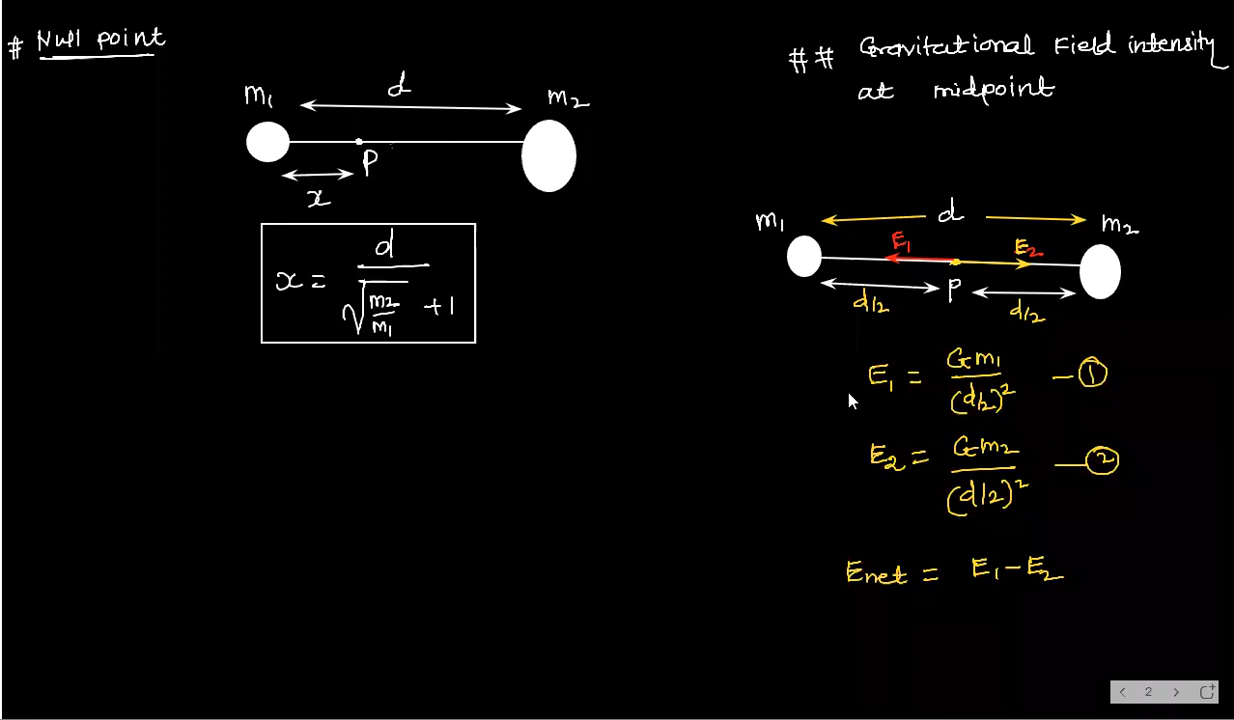 # Null point
m1 d m2
P
x
x = d / √(m2/m1) + 1
## Gravitational Field intensity
at midpoint
m1 d m2
E1 E2
d/2 P d/2
E1 = Gm1 / (d/2)² — ①
E2 = Gm2 / (d/2)² — ②
Enet = E1 - E2
< 2 >